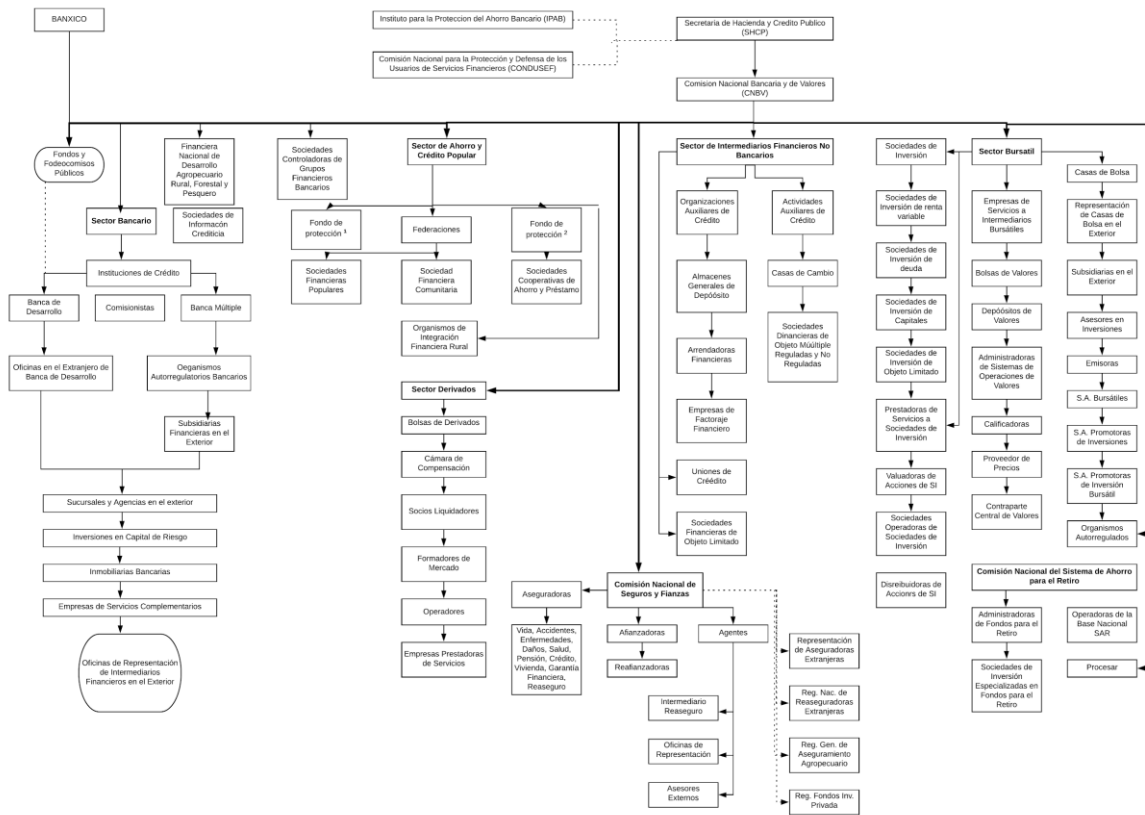 BANXICO
Instituto para la Proteccion del Ahorro Bancario (IPAB)
Secretaria de Hacienda y Credito Publico
(SHCP)
Comisión Nacional para la Protección y Defensa de los
Usuarios de Servicios Financieros (CONDUSEF)
Comision Nacional Bancaria y de Valores
(CNBV)
Fondos y
Fodeocomisos
Públicos
Sector Bancario
Financiera
Nacional de
Desarrollo
Agropecuario
Rural, Forestal y
Pesquero
Sociedades de
Informacón
Crediticia
Instituciones de Crédito
Banca de
Desarrollo
Comisionistas
Banca Múltiple
Oficinas en el Extranjero de
Banca de Desarrollo
Oeganismos
Autorregulatorios Bancarios
Subsidiarias
Financieras en el
Exterior
Sucursales y Agencias en el exterior
Inversiones en Capital de Riesgo
Inmobiliarias Bancarias
Empresas de Servicios Complementarios
Oficinas de Representación
de Intermediarios
Financieros en el Exterior
Sociedades
Controladoras de
Grupos
Financieros
Bancarios
Sector de Ahorro y
Crédito Popular
Fondo de
protección 1
Federaciones
Fondo de
protección 2
Sociedades
Financieras
Populares
Sociedad
Financiera
Comunitaria
Sociedades
Cooperativas de
Ahorro y Préstamo
Organismos de
Integración
Financiera Rural
Sector Derivados
Bolsas de Derivados
Cámara de
Compensación
Socios Liquidadores
Formadores de
Mercado
Operadores
Empresas Prestadoras
de Servicios
Sector de Intermediarios Financieros No
Bancarios
Organizaciones
Auxiliares de
Crédito
Actividades
Auxiliares de
Crédito
Almacenes
Generales de
Depóósito
Casas de Cambio
Arrendadoras
Financieras
Sociedades
Dinancieras de
Objeto Múúltiple
Reguladas y No
Reguladas
Empresas de
Factoraje
Financiero
Uniones de
Créédito
Sociedades
Financieras de
Objeto Limitado
Comisión Nacional de
Seguros y Fianzas
Aseguradoras
Vida, Accidentes,
Enfermedades,
Daños, Salud,
Pensión, Crédito,
Vivienda, Garantía
Financiera,
Reaseguro
Afianzadoras
Reafianzadoras
Agentes
Intermediario
Reaseguro
Oficinas de
Representación
Asesores
Externos
Representación
de Aseguradoras
Extranjeras
Reg. Nac. de
Reaseguradoras
Extranjeras
Reg. Gen. de
Aseguramiento
Agropecuario
Reg. Fondos Inv.
Privada
Sociedades de
Inversión
Sociedades de
Inversión de renta
variable
Sociedades de
Inversión de
deuda
Sociedades de
Inversión de
Capitales
Sociedades de
Inversión de
Objeto Limitado
Prestadoras de
Servicios a
Sociedades de
Inversión
Valuadoras de
Acciones de SI
Sociedades
Operadoras de
Sociedades de
Inversión
Disreibuidoras de
Accionrs de SI
Sector Bursatil
Empresas de
Servicios a
Intermediarios
Bursátiles
Bolsas de Valores
Depóósitos de
Valores
Administradoras
de Sistemas de
Operaciones de
Valores
Calificadoras
Proveedor de
Precios
Contraparte
Central de Valores
Casas de Bolsa
Representación
de Casas de
Bolsa en el
Exterior
Subsidiarias en el
Exterior
Asesores en
Inversiones
Emisoras
S.A. Bursátiles
S.A. Promotoras
de Inversiones
S.A. Promotoras
de Inversión
Bursátil
Organismos
Autorregulados
Comisión Nacional del Sistema de Ahorro
para el Retiro
Administradoras
de Fondos para el
Retiro
Operadoras de la
Base Nacional
SAR
Sociedades de
Inversión
Especializadas en
Fondos para el
Retiro
Procesar